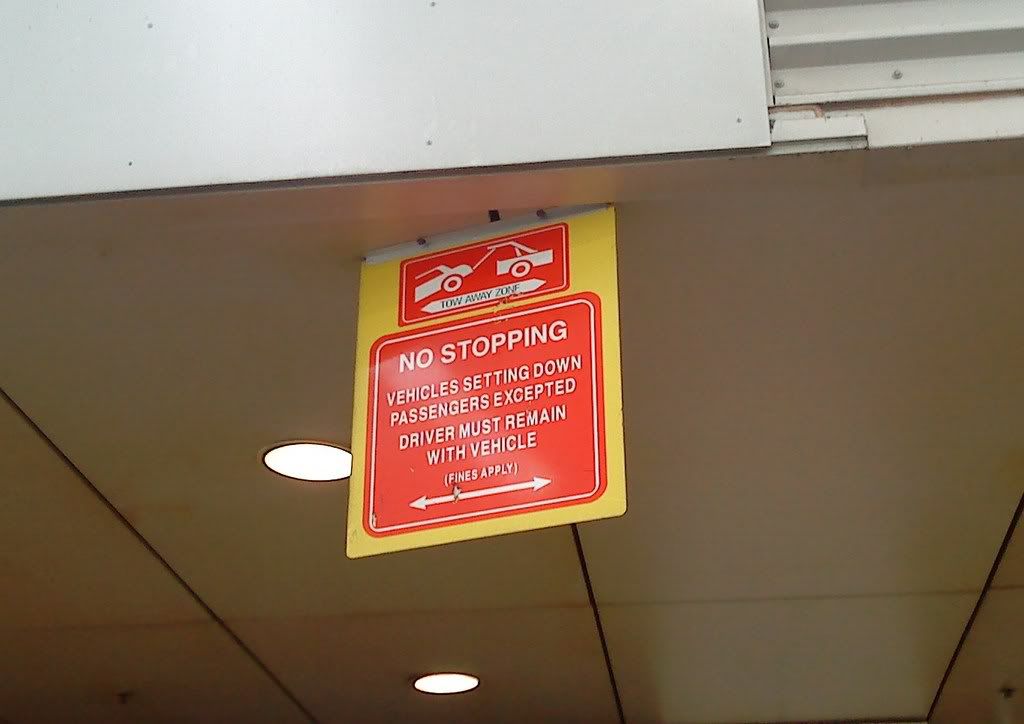 TOW AWAY ZONE
NO STOPPING
VEHICLES SETTING DOWN
PASSENGERS EXCEPTED
DRIVER MUST REMAIN
WITH VEHICLE
(FINES APPLY)